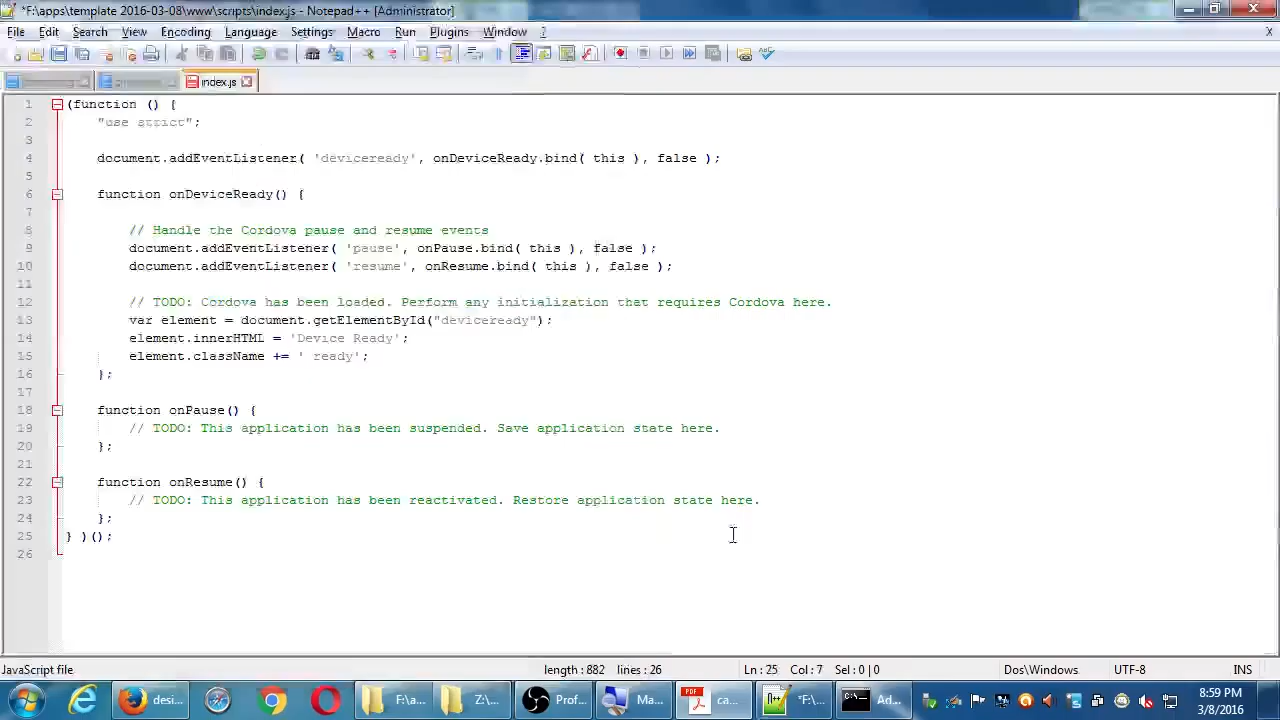 *F:\apps\template 2016-03-08\www\scripts\index.js - Notepad++ [Administrator]
File Edit Search View Encoding Language Settings Macro Run Plugins Window ? X
index.js
1 (function () {
2 "use strict";
3
4 document.addEventListener( 'deviceready', onDeviceReady.bind( this ), false );
5
6 function onDeviceReady() {
7
8 // Handle the Cordova pause and resume events
9 document.addEventListener( 'pause', onPause.bind( this ), false );
10 document.addEventListener( 'resume', onResume.bind( this ), false );
11
12 // TODO: Cordova has been loaded. Perform any initialization that requires Cordova here.
13 var element = document.getElementById("deviceready");
14 element.innerHTML = 'Device Ready';
15 element.className += ' ready';
16 };
17
18 function onPause() {
19 // TODO: This application has been suspended. Save application state here.
20 };
21
22 function onResume() {
23 // TODO: This application has been reactivated. Restore application state here.
24 };
25 } )();
26
JavaScript file length : 882 lines : 26 Ln : 25 Col : 7 Sel : 0 | 0 Dos\Windows UTF-8 INS
desi... F:\a... Z:\... Prof... Ma... PDF ca... *F:\... Ad... 8:59 PM
3/8/2016